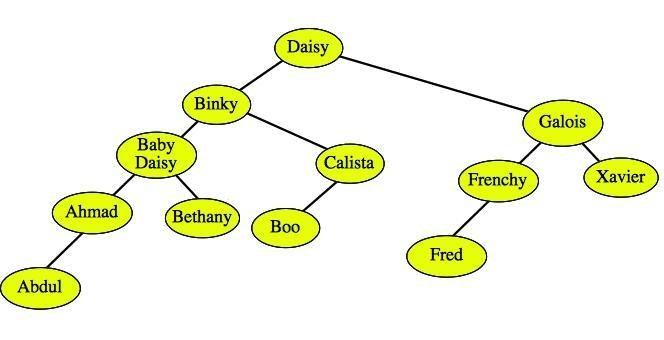 Daisy
Binky
Galois
Baby
Daisy
Calista
Frenchy
Xavier
Ahmad
Bethany
Boo
Fred
Abdul